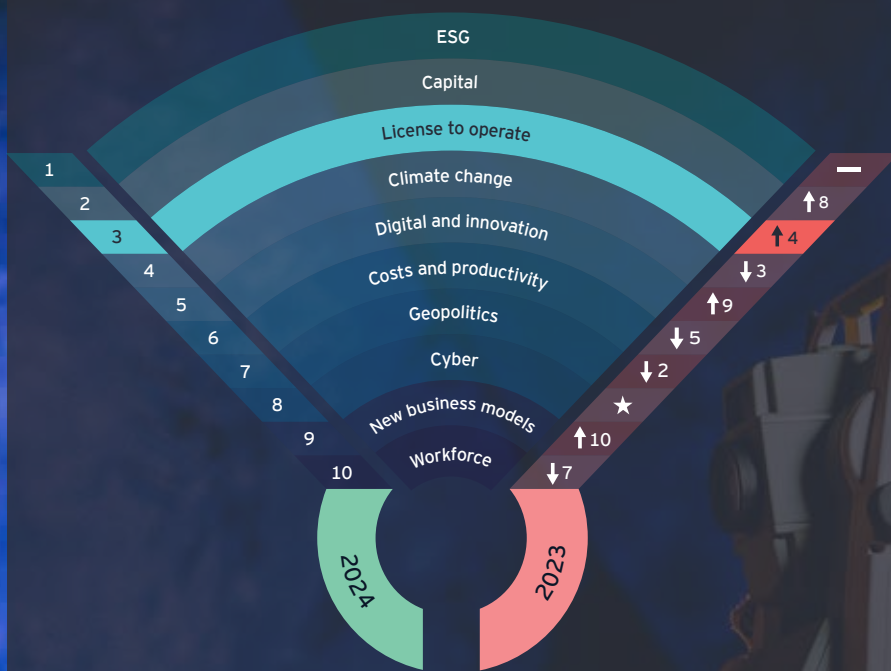 ESG
Capital
License to operate
Climate change
Digital and innovation
Costs and productivity
Geopolitics
Cyber
New business models
Workforce
1
2
3
4
5
6
7
8
9
10
—
↑ 8
↑ 4
↓ 3
↑ 9
↓ 5
↓ 2
★
↑ 10
↓ 7
2024
2023